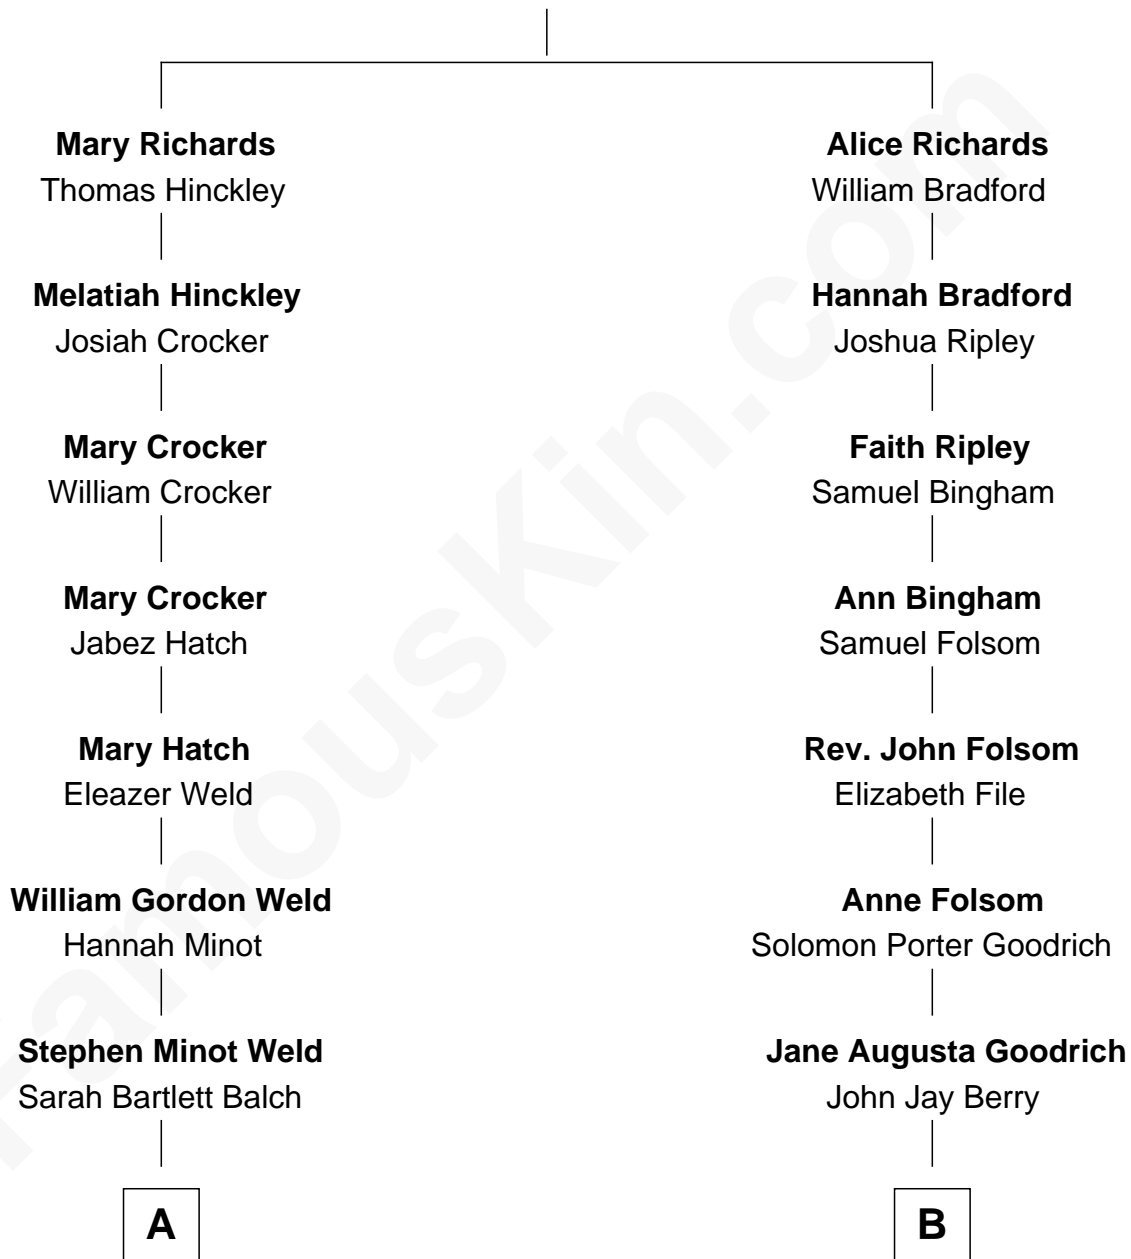 Mary Richards
Thomas Hinckley
Melatiah Hinckley
Josiah Crocker
Mary Crocker
William Crocker
Mary Crocker
Jabez Hatch
Mary Hatch
Eleazer Weld
William Gordon Weld
Hannah Minot
Stephen Minot Weld
Sarah Bartlett Balch
A
Alice Richards
William Bradford
Hannah Bradford
Joshua Ripley
Faith Ripley
Samuel Bingham
Ann Bingham
Samuel Folsom
Rev. John Folsom
Elizabeth File
Anne Folsom
Solomon Porter Goodrich
Jane Augusta Goodrich
John Jay Berry
B
FamousKin.com